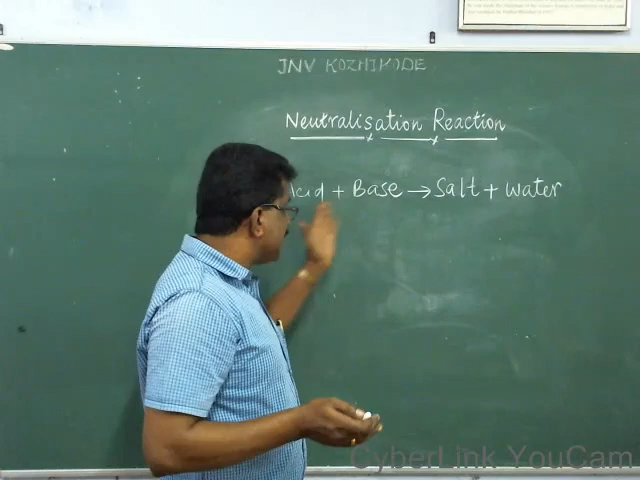 JNV KOZHIKODE
Neutralisation Reaction
Acid + Base → Salt + water
CyberLink YouCam